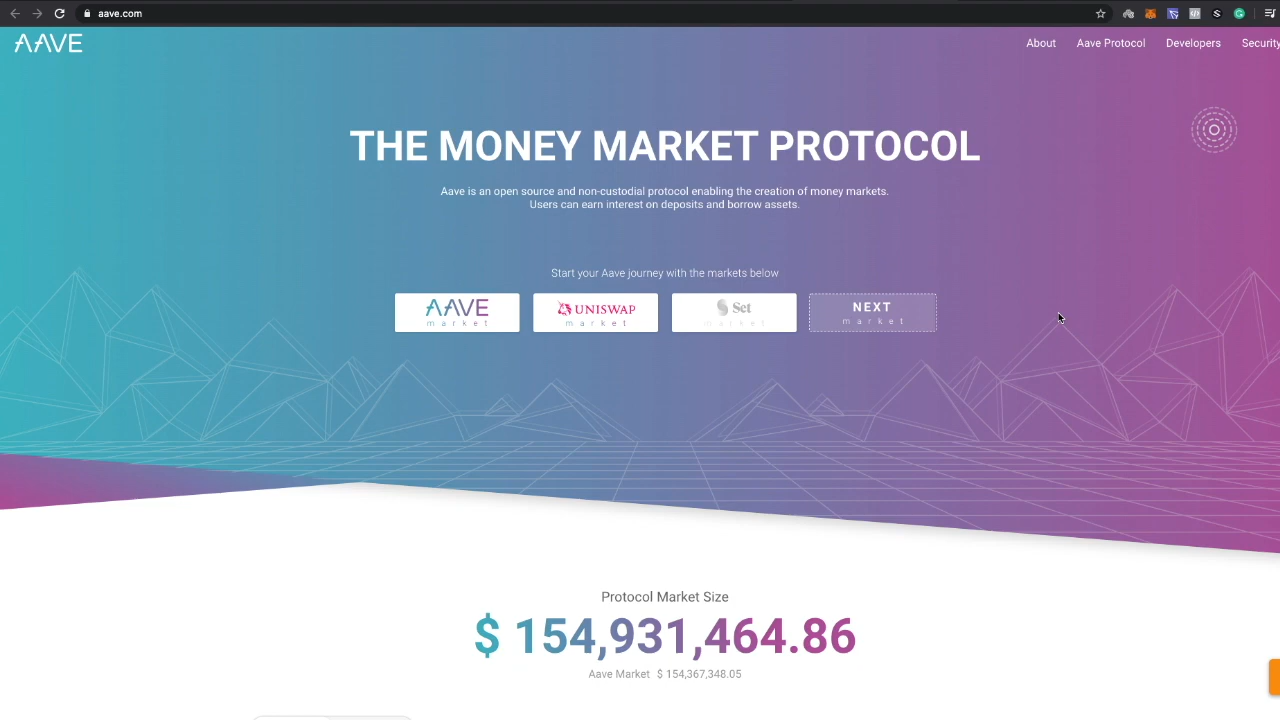 aave.com
AAVE
About Aave Protocol Developers Security
THE MONEY MARKET PROTOCOL
Aave is an open source and non-custodial protocol enabling the creation of money markets.
Users can earn interest on deposits and borrow assets.
Start your Aave journey with the markets below
AAVE
market
UNISWAP
market
Set
market
NEXT
market
Protocol Market Size
$ 154,931,464.86
Aave Market $ 154,367,348.05